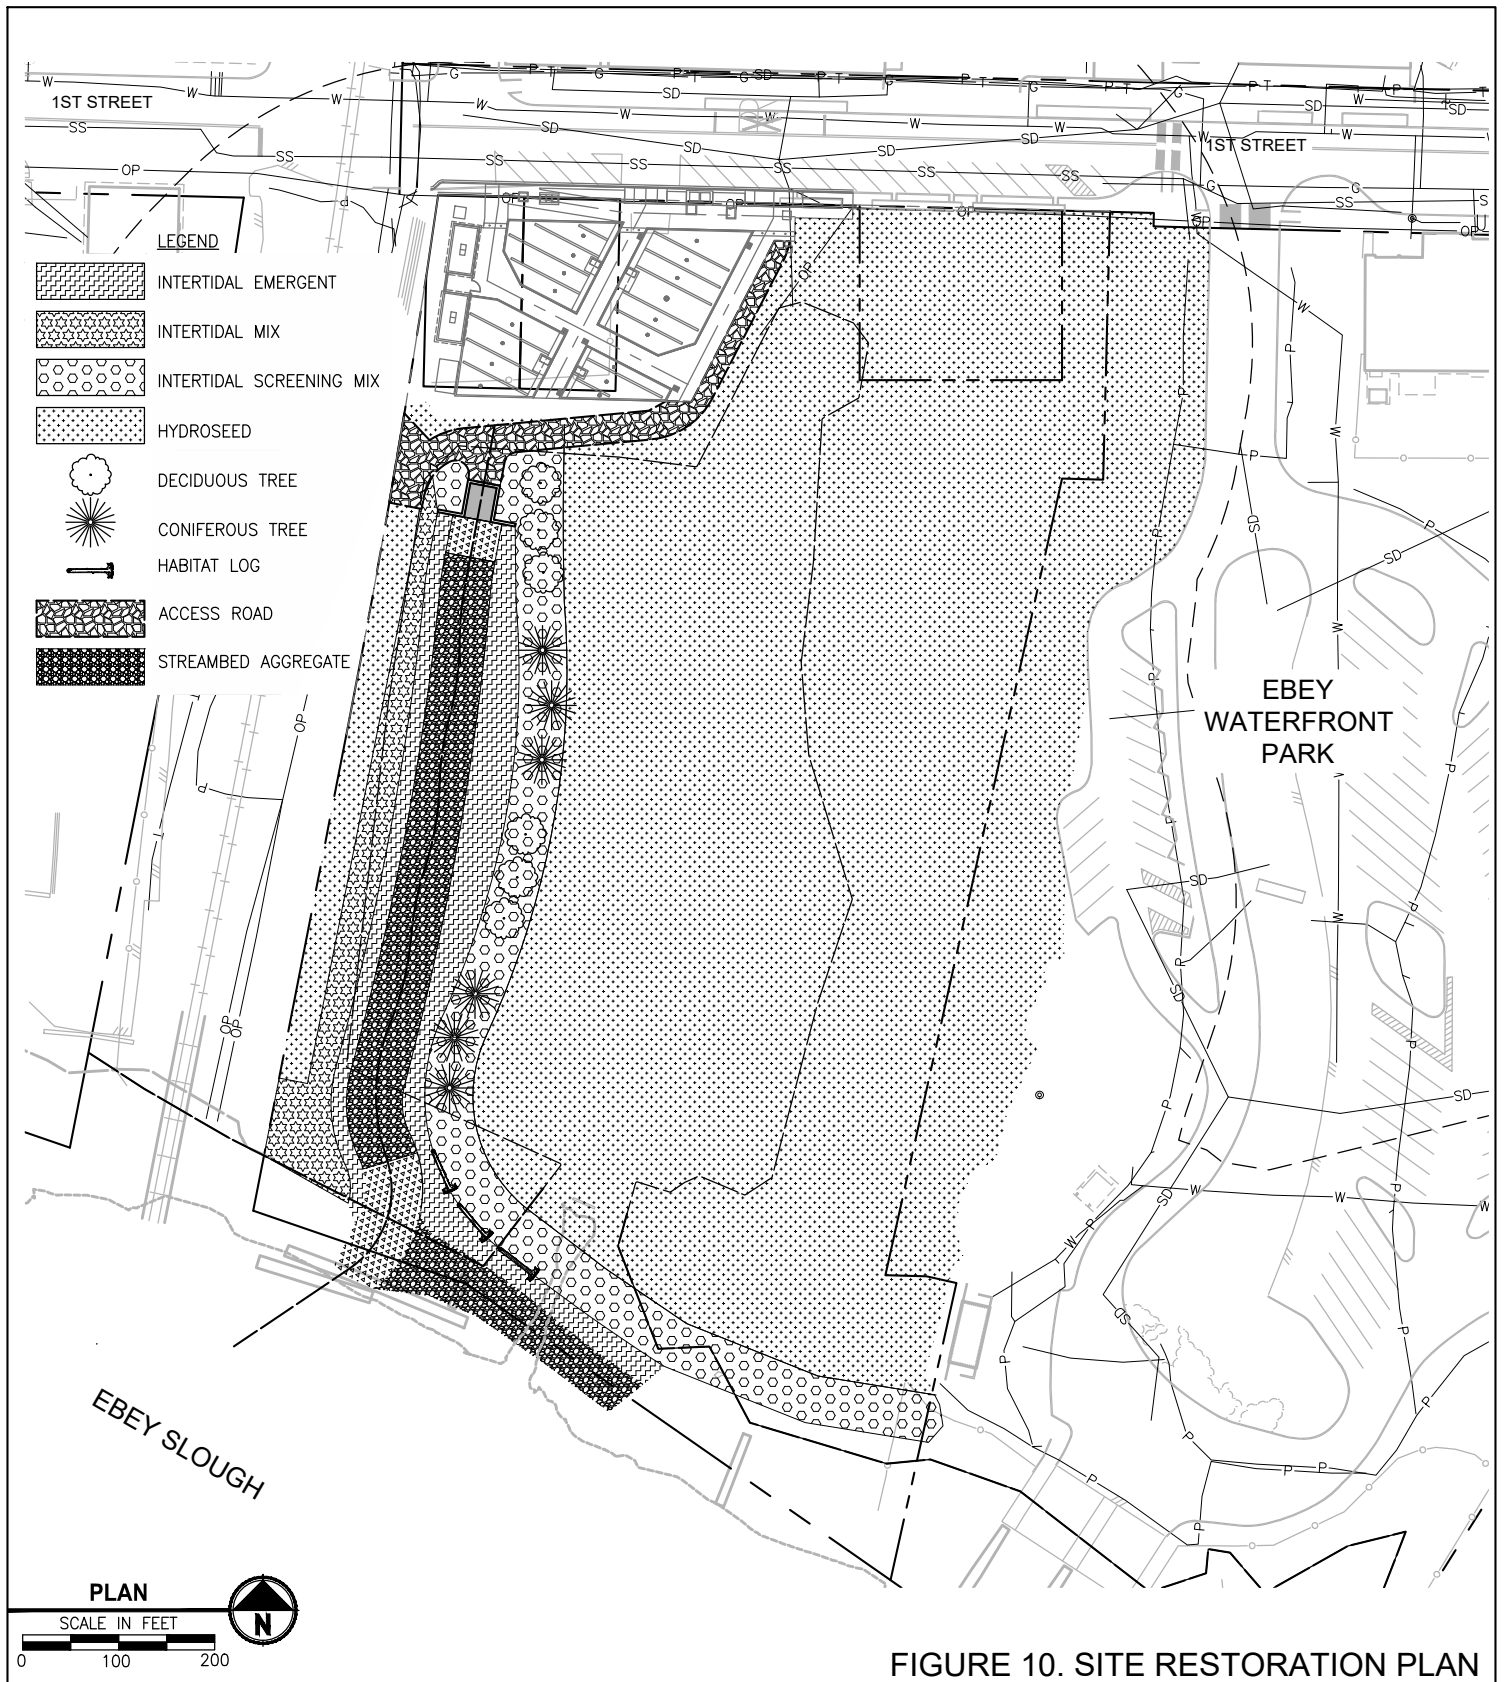 1ST STREET
1ST STREET
LEGEND
INTERTIDAL EMERGENT
INTERTIDAL MIX
INTERTIDAL SCREENING MIX
HYDROSEED
DECIDUOUS TREE
CONIFEROUS TREE
HABITAT LOG
ACCESS ROAD
STREAMBED AGGREGATE
EBEY
WATERFRONT
PARK
EBEY SLOUGH
PLAN
SCALE IN FEET
0 100 200
N
FIGURE 10. SITE RESTORATION PLAN